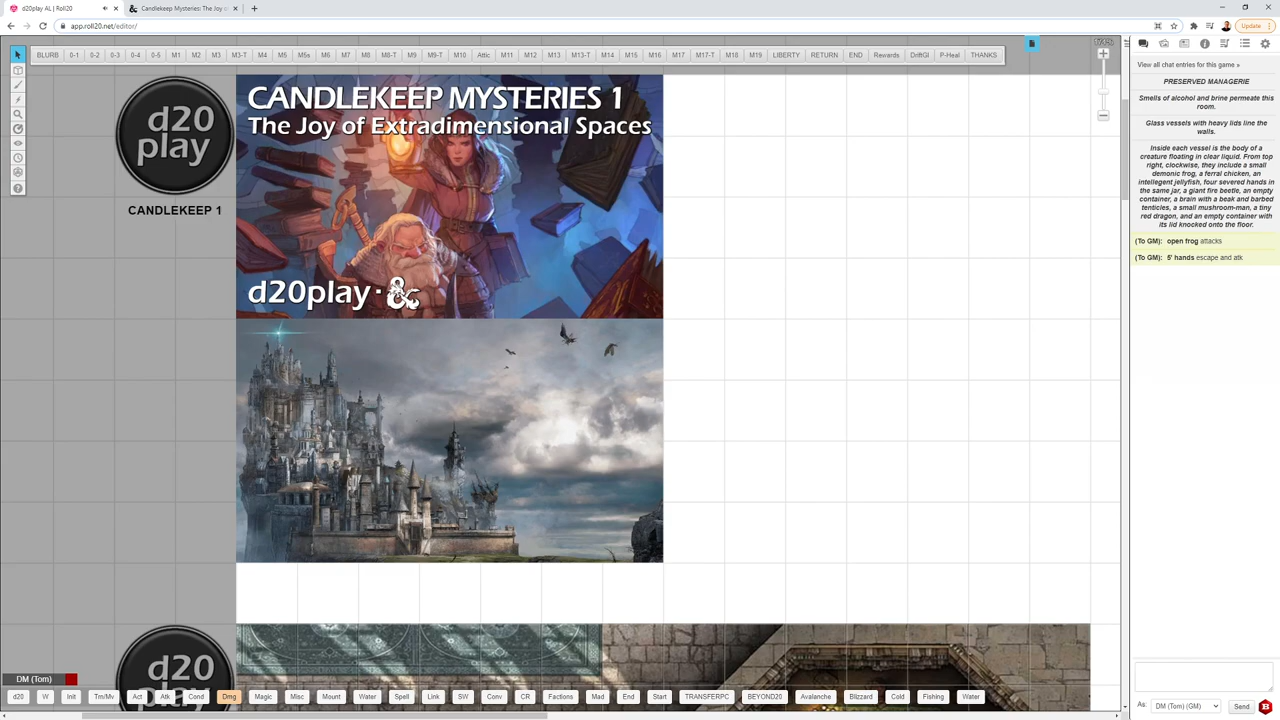 d20play AL | Roll20
Candlekeep Mysteries: The Joy o
app.roll20.net/editor/
Update
BLURB 0-1 0-2 0-3 0-4 0-5 M1 M2 M3 M3-T M4 M5 M5s M6 M7 M8 M8-T M9 M9-T M10 Attic M11 M12 M13 M13-T M14 M15 M16 M17 M17-T M18 M19 LIBERTY RETURN END Rewards DriftGl P-Heal THANKS
d20
play
CANDLEKEEP 1
CANDLEKEEP MYSTERIES 1
The Joy of Extradimensional Spaces
d20play · &
View all chat entries for this game »
PRESERVED MANAGERIE
Smells of alcohol and brine permeate this
room.
Glass vessels with heavy lids line the
walls.
Inside each vessel is the body of a
creature floating in clear liquid. From top
right, clockwise, they include a small
demonic frog, a ferral chicken, an
intellegent jellyfish, four severed hands in
the same jar, a giant fire beetle, an empty
container, a brain with a beak and barbed
tenticles, a small mushroom-man, a tiny
red dragon, and an empty container with
its lid knocked onto the floor.
(To GM): open frog attacks
(To GM): 5' hands escape and atk
d20
play
DM (Tom)
d20 W Init Tm/Mv Act Atk Cond Dmg Magic Misc Mount Water Spell Link SW Conv CR Factions Mad End Start TRANSFERPC BEYOND20 Avalanche Blizzard Cold Fishing Water
As: DM (Tom) (GM) Send